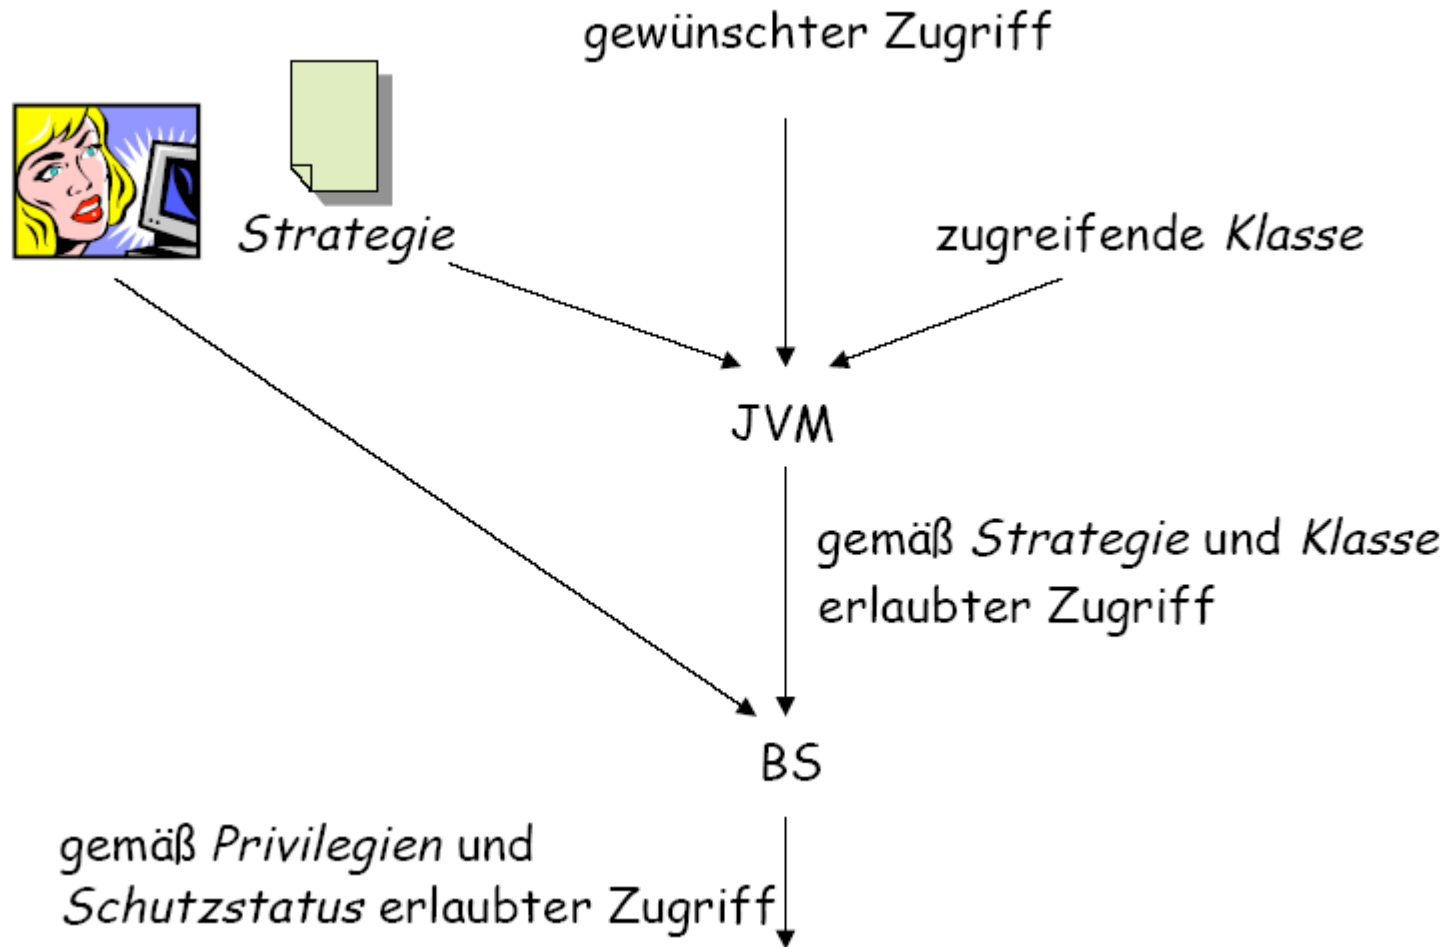 gewünschter Zugriff
Strategie
zugreifende Klasse
JVM
gemäß Strategie und Klasse
erlaubter Zugriff
BS
gemäß Privilegien und
Schutzstatus erlaubter Zugriff